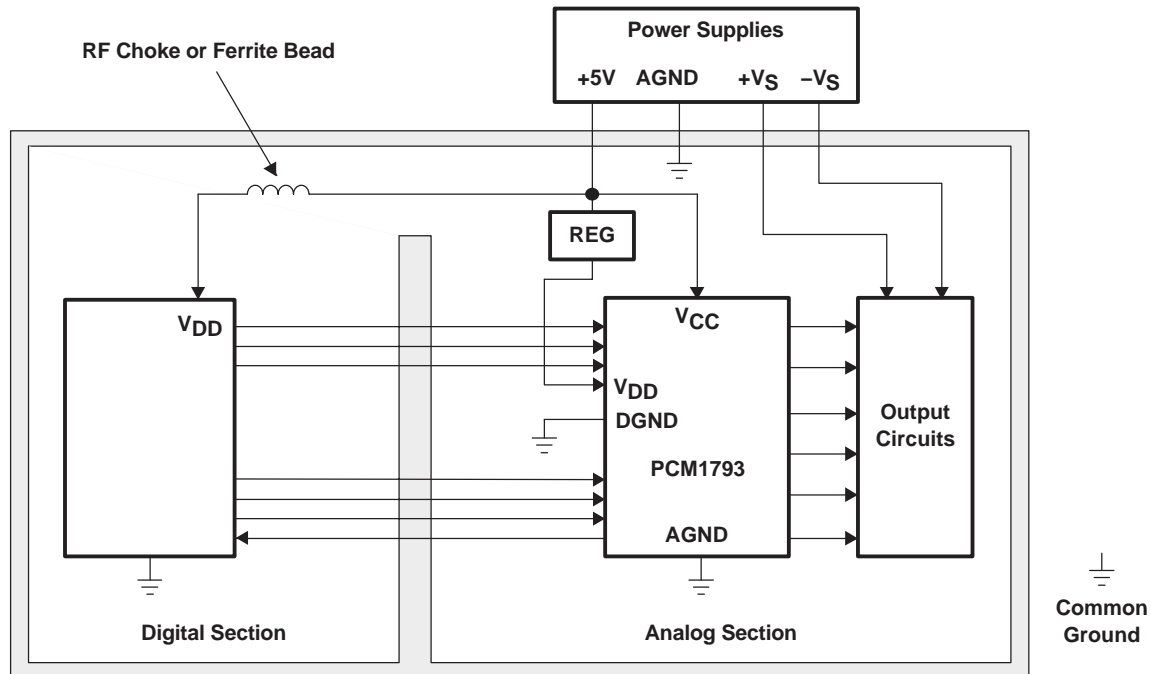 Power Supplies
RF Choke or Ferrite Bead
+5V AGND +VS –VS
REG
VDD
VCC
VDD
DGND
Output
Circuits
PCM1793
AGND
Common
Ground
Digital Section
Analog Section